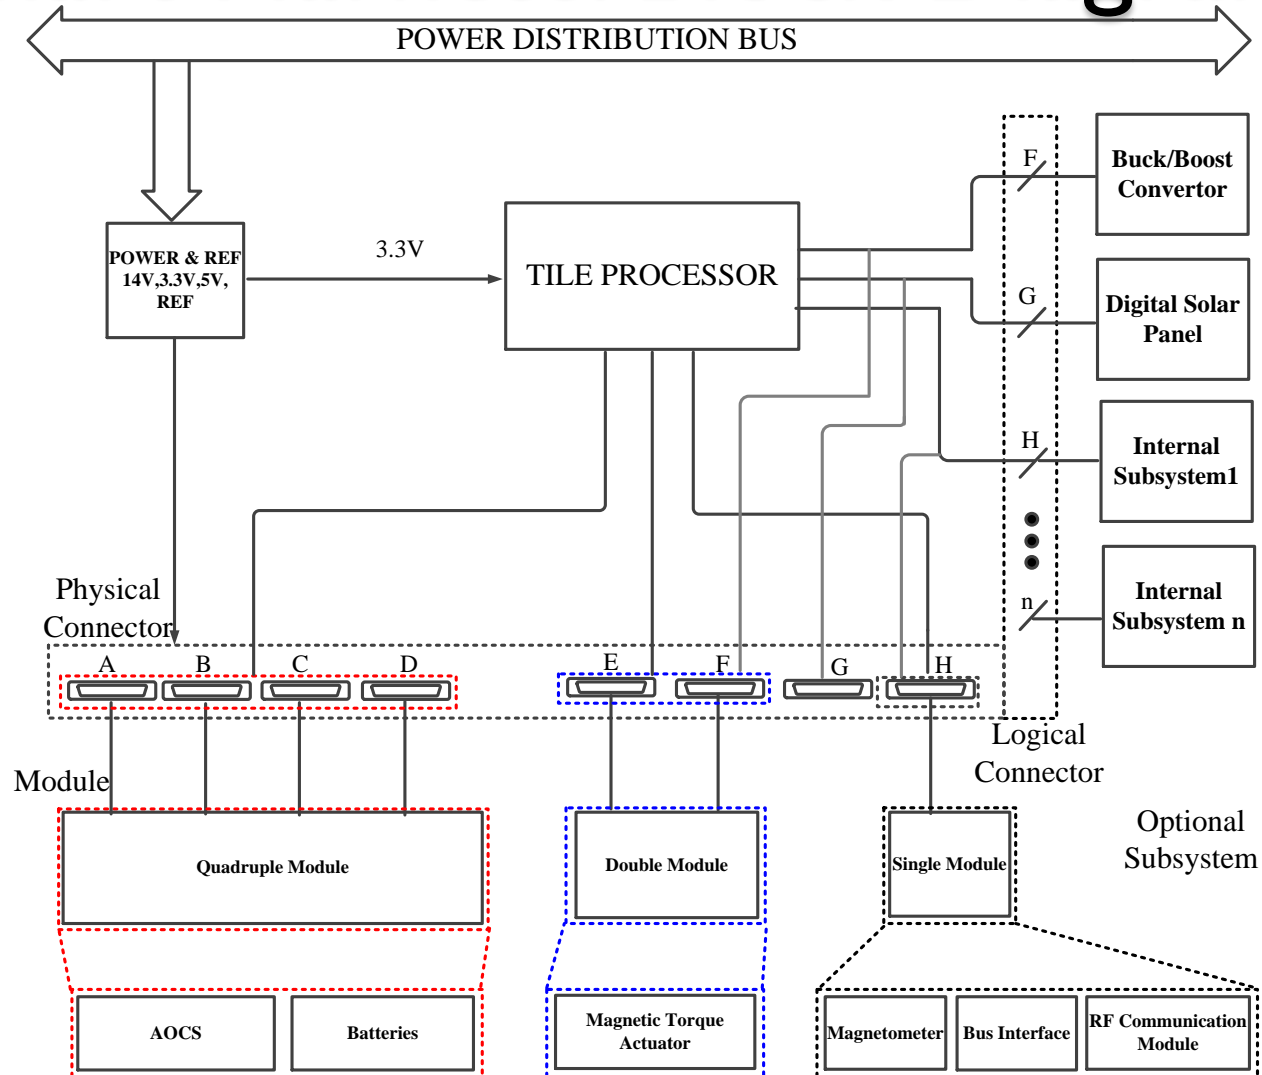 g
POWER DISTRIBUTION BUS
F
Buck/Boost
Convertor
POWER & REF
14V,3.3V,5V,
REF
3.3V
TILE PROCESSOR
G
Digital Solar
Panel
H
Internal
Subsystem1
n
Internal
Subsystem n
Physical
Connector
A B C D E F G H
Logical
Connector
Module
Quadruple Module
Double Module
Single Module
Optional
Subsystem
AOCS
Batteries
Magnetic Torque
Actuator
Magnetometer
Bus Interface
RF Communication
Module